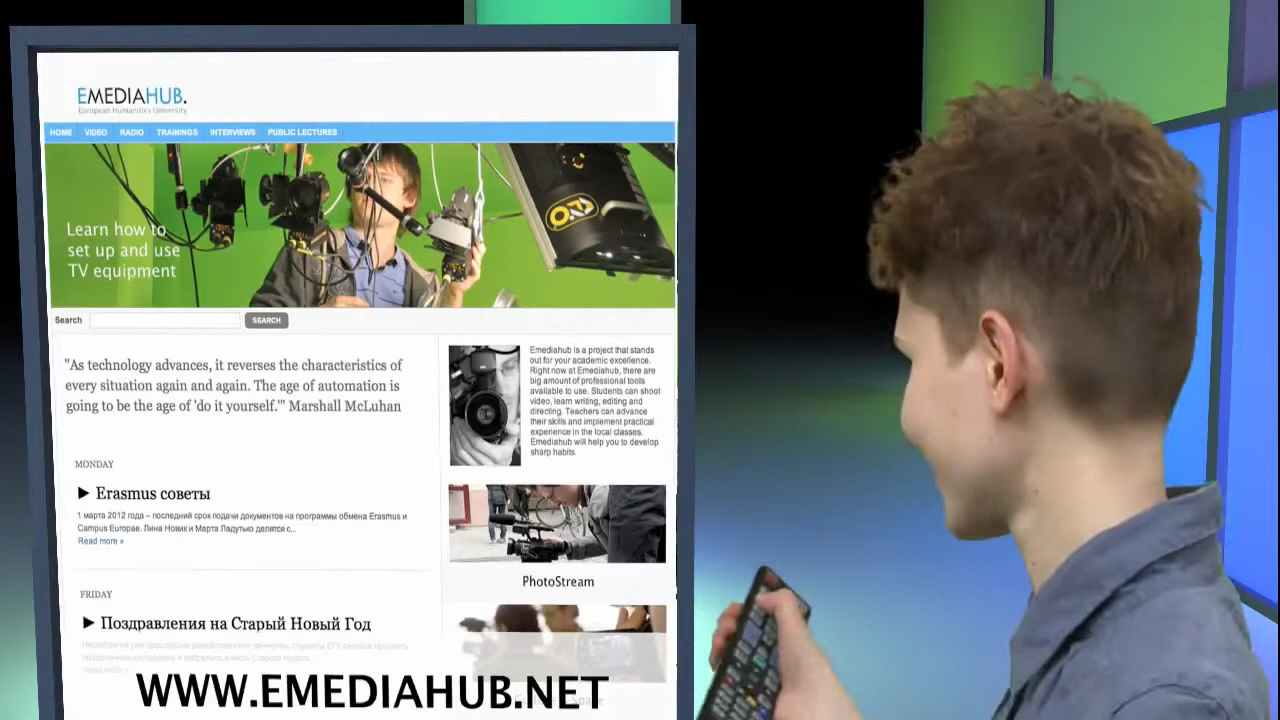 EMEDIAHUB.
European Humanities University
HOME VIDEO RADIO TRAININGS INTERVIEWS PUBLIC LECTURES
Learn how to
set up and use
TV equipment
Search
SEARCH
"As technology advances, it reverses the characteristics of
every situation again and again. The age of automation is
going to be the age of 'do it yourself.'" Marshall McLuhan
MONDAY
Erasmus советы
1 марта 2012 года – последний срок подачи документов на программы обмена Erasmus и
Campus Europae. Лина Новик и Марта Ладутько делятся с...
Read more »
FRIDAY
Поздравления на Старый Новый Год
Emediahub is a project that stands
out for your academic excellence.
Right now at Emediahub, there are
big amount of professional tools
available to use. Students can shoot
video, learn writing, editing and
directing. Teachers can advance
their skills and implement practical
experience in the local classes.
Emediahub will help you to develop
sharp habits.
PhotoStream
WWW.EMEDIAHUB.NET